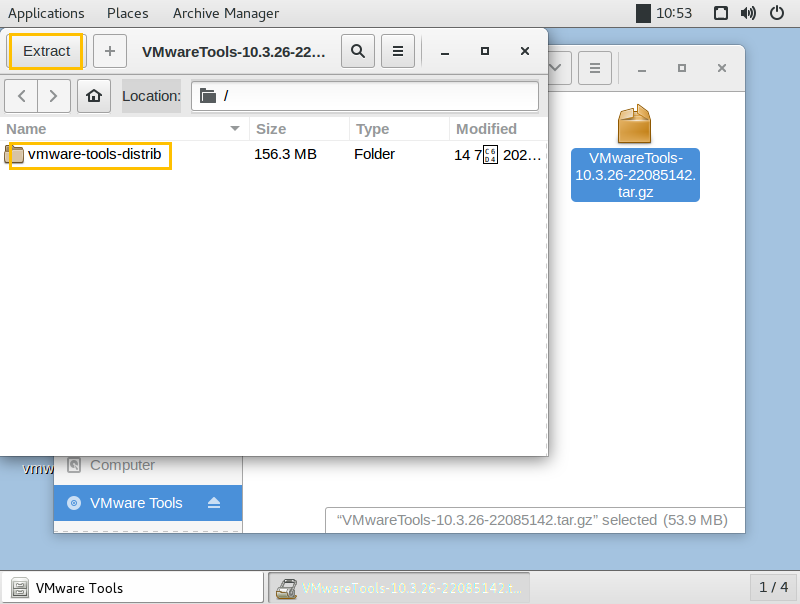 Applications Places Archive Manager 10:53
Extract + VMwareTools-10.3.26-22…
Location: /
Name Size Type Modified
vmware-tools-distrib 156.3 MB Folder 14 7 202…
VMwareTools-
10.3.26-22085142.
tar.gz
vmw
Computer
VMware Tools
“VMwareTools-10.3.26-22085142.tar.gz” selected (53.9 MB)
VMware Tools
VMwareTools-10.3.26-22085142.t…
1 / 4